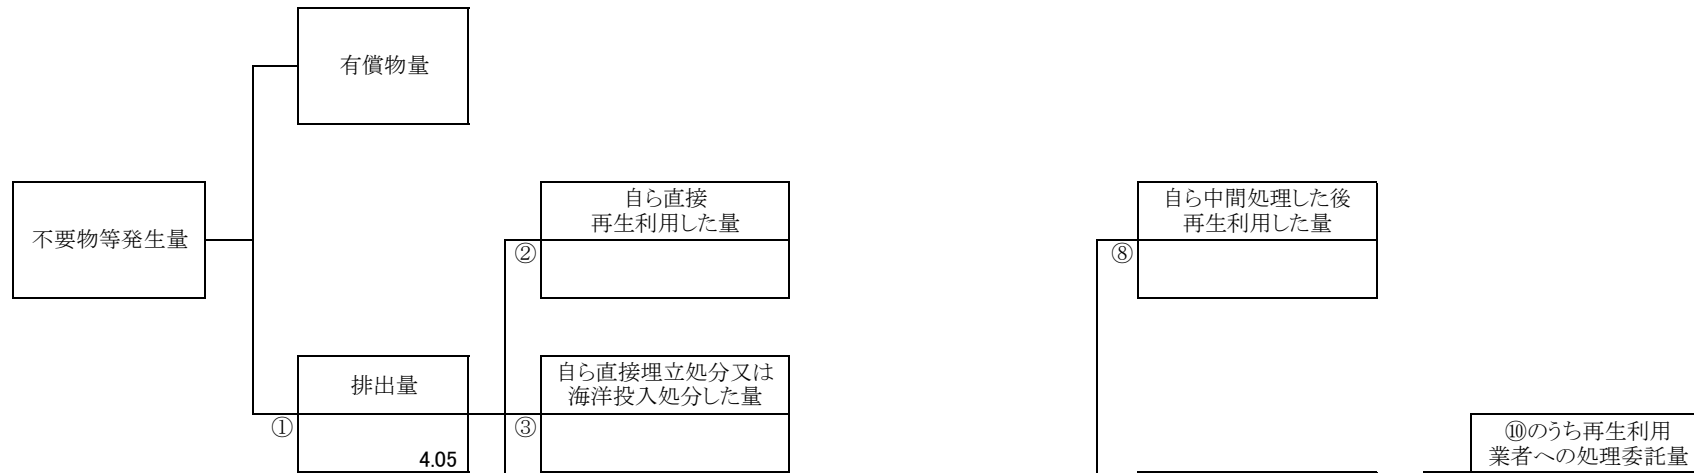 有償物量
不要物等発生量
自ら直接
再生利用した量
②
自ら中間処理した後
再生利用した量
⑧
排出量
①
4.05
自ら直接埋立処分又は
海洋投入処分した量
③
⑩のうち再生利用
業者への処理委託量